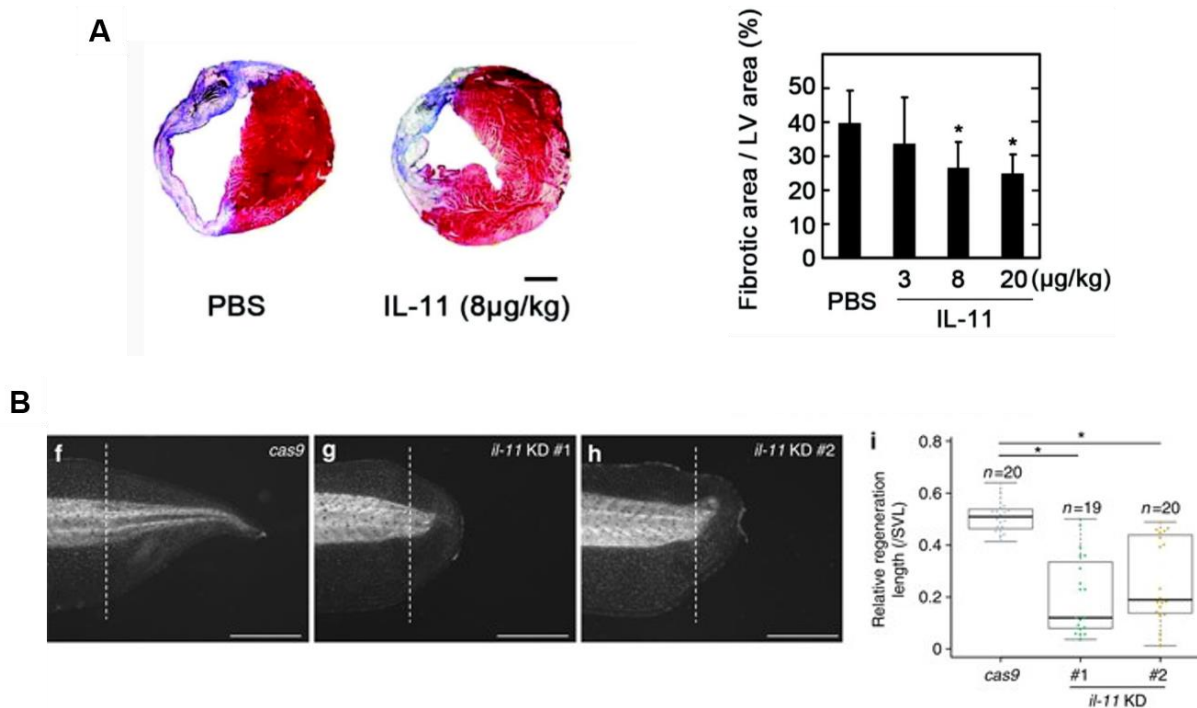 A
PBS
IL-11 (8μg/kg)
Fibrotic area / LV area (%)
50
40
30
20
10
0
PBS
3 8 20 (μg/kg)
IL-11
B
f cas9
g il-11 KD #1
h il-11 KD #2
i
Relative regeneration
length (/SVL)
0.8
0.6
0.4
0.2
0
*
*
n=20
n=19
n=20
cas9 #1 #2
il-11 KD